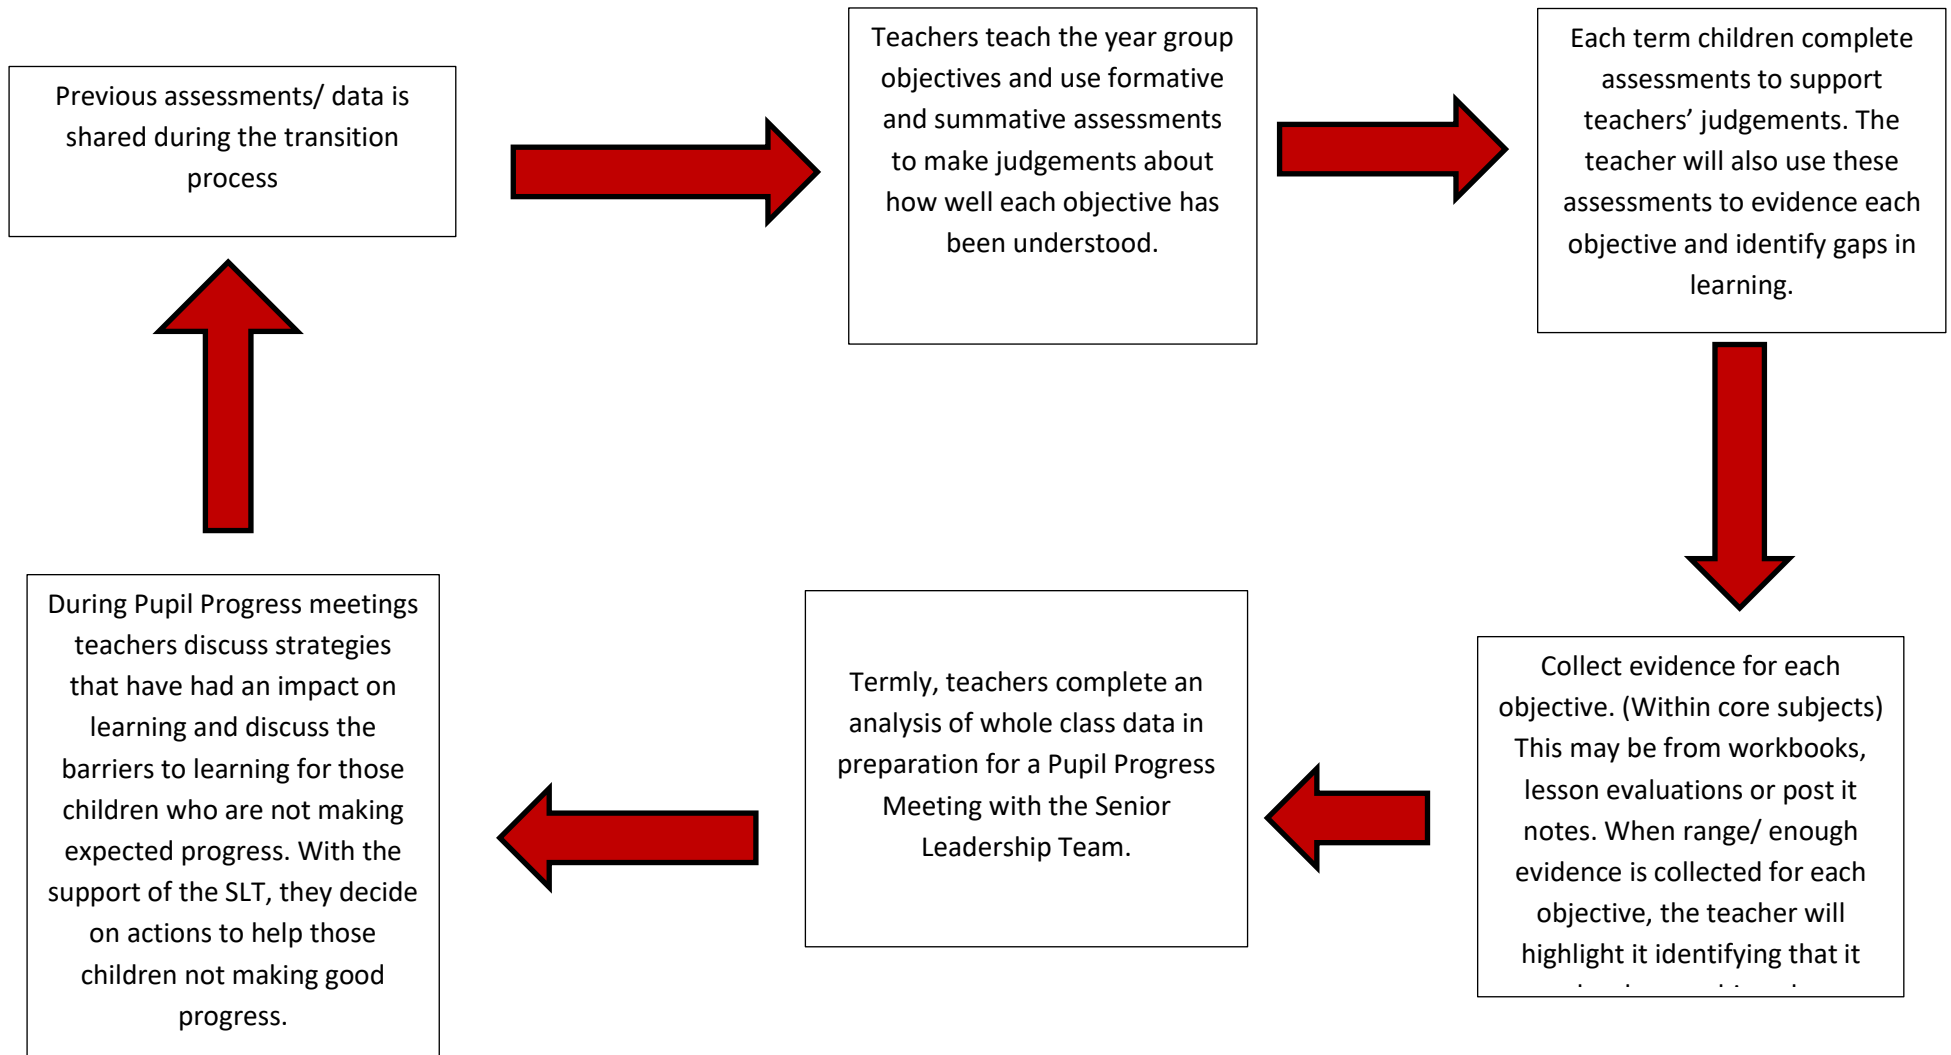 Previous assessments/ data is
shared during the transition
process
Teachers teach the year group
objectives and use formative
and summative assessments
to make judgements about
how well each objective has
been understood.
Each term children complete
assessments to support
teachers’ judgements. The
teacher will also use these
assessments to evidence each
objective and identify gaps in
learning.
Collect evidence for each
objective. (Within core subjects)
This may be from workbooks,
lesson evaluations or post it
notes. When range/ enough
evidence is collected for each
objective, the teacher will
highlight it identifying that it
Termly, teachers complete an
analysis of whole class data in
preparation for a Pupil Progress
Meeting with the Senior
Leadership Team.
During Pupil Progress meetings
teachers discuss strategies
that have had an impact on
learning and discuss the
barriers to learning for those
children who are not making
expected progress. With the
support of the SLT, they decide
on actions to help those
children not making good
progress.